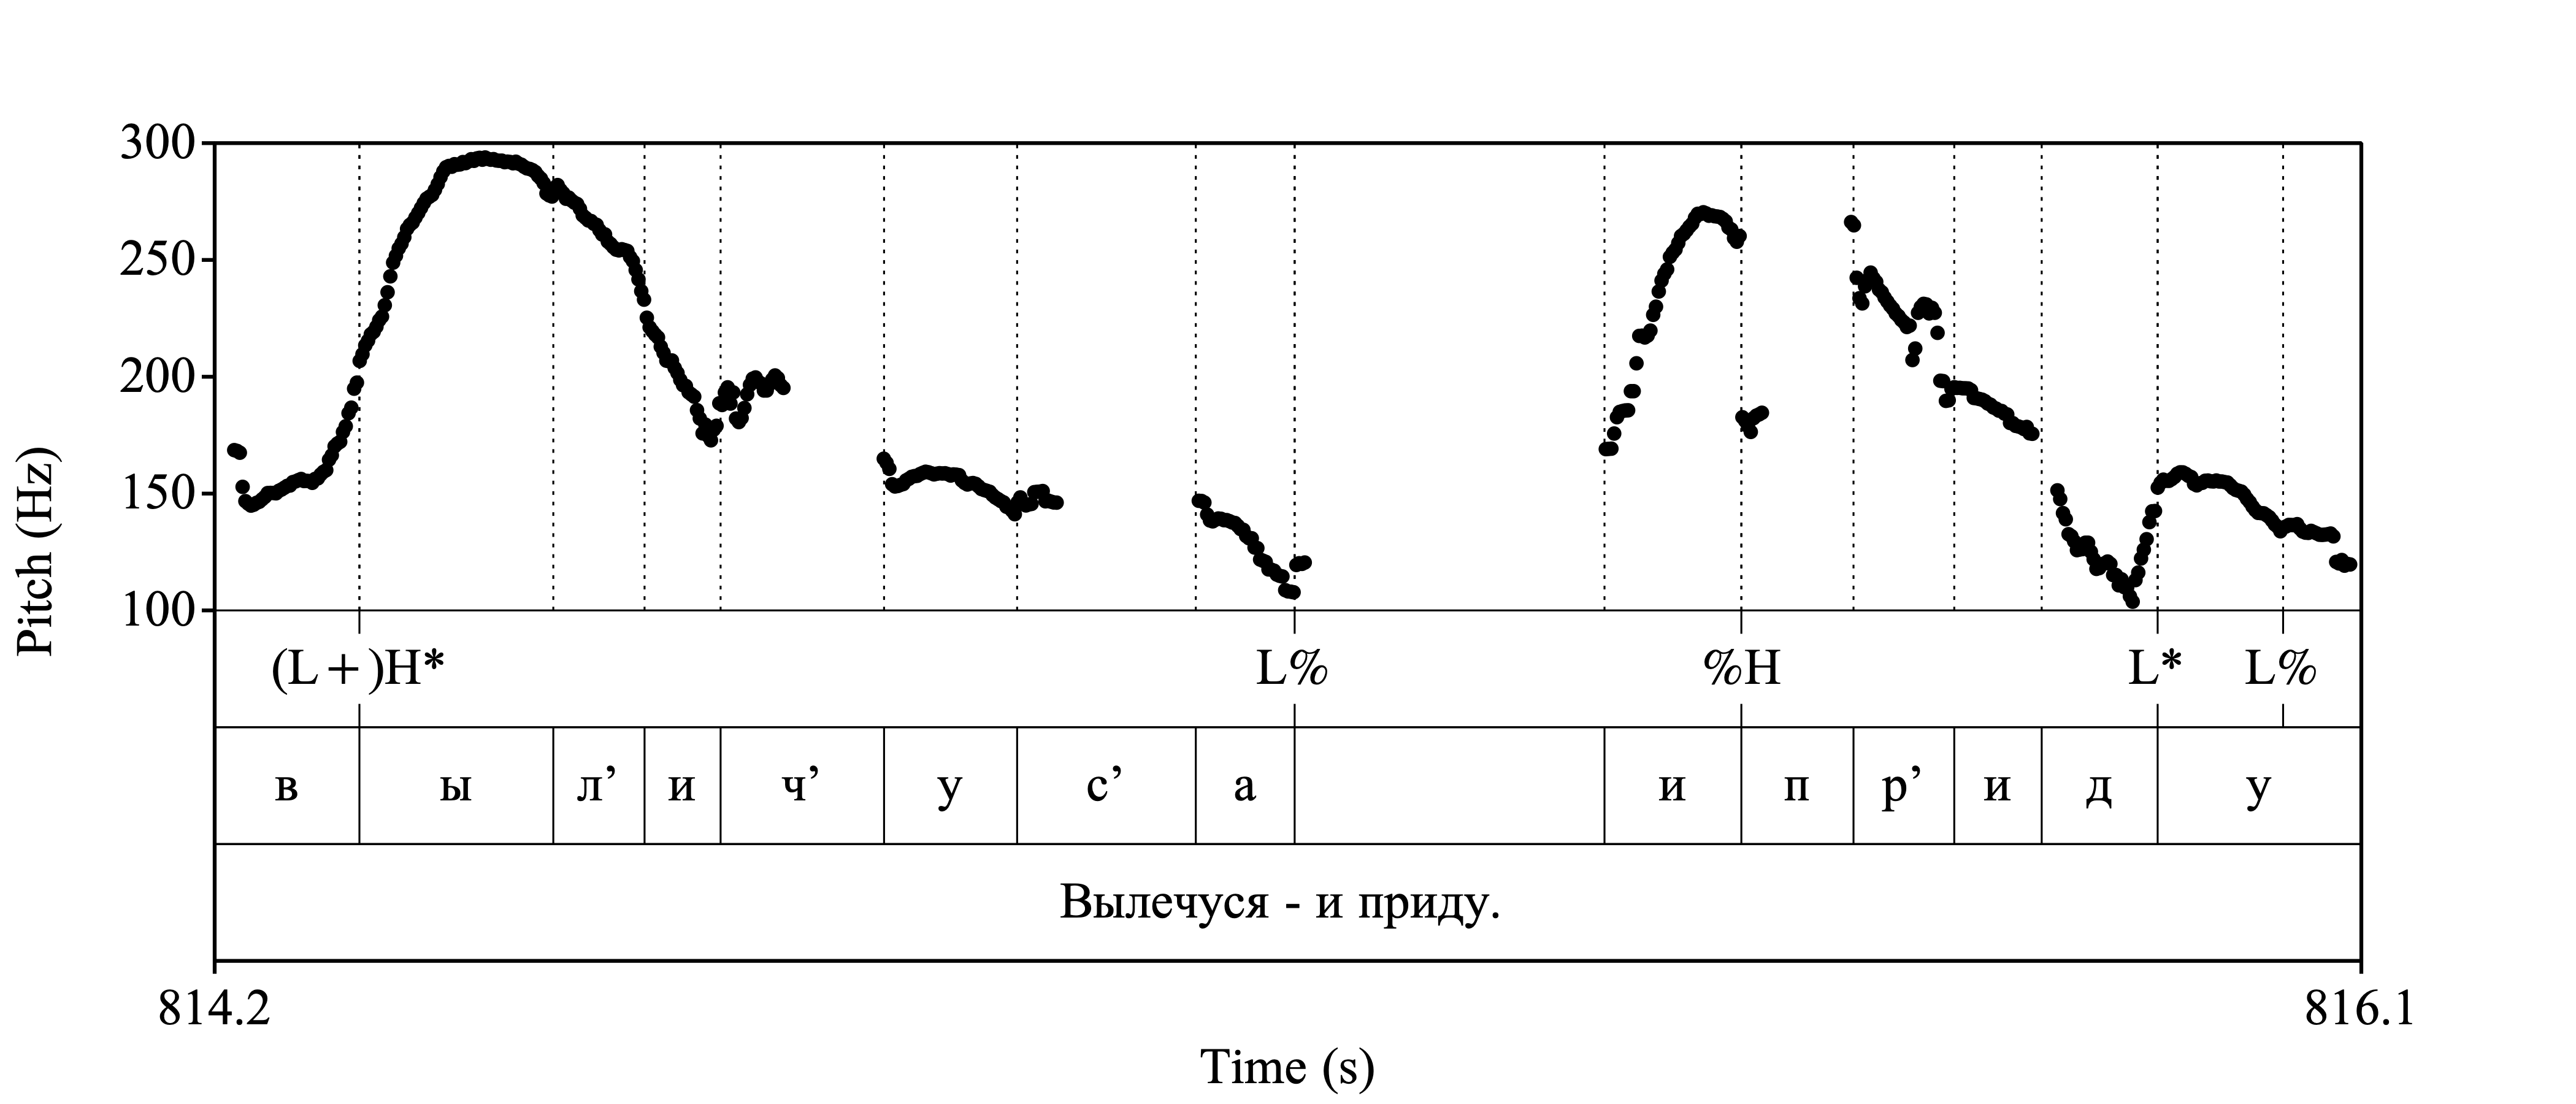 300
250
200
150
100
Pitch (Hz)
(L+)H* L% %H L* L%
в ы л’ и ч’ у с’ а и п р’ и д у
Вылечуся - и приду.
814.2 816.1
Time (s)